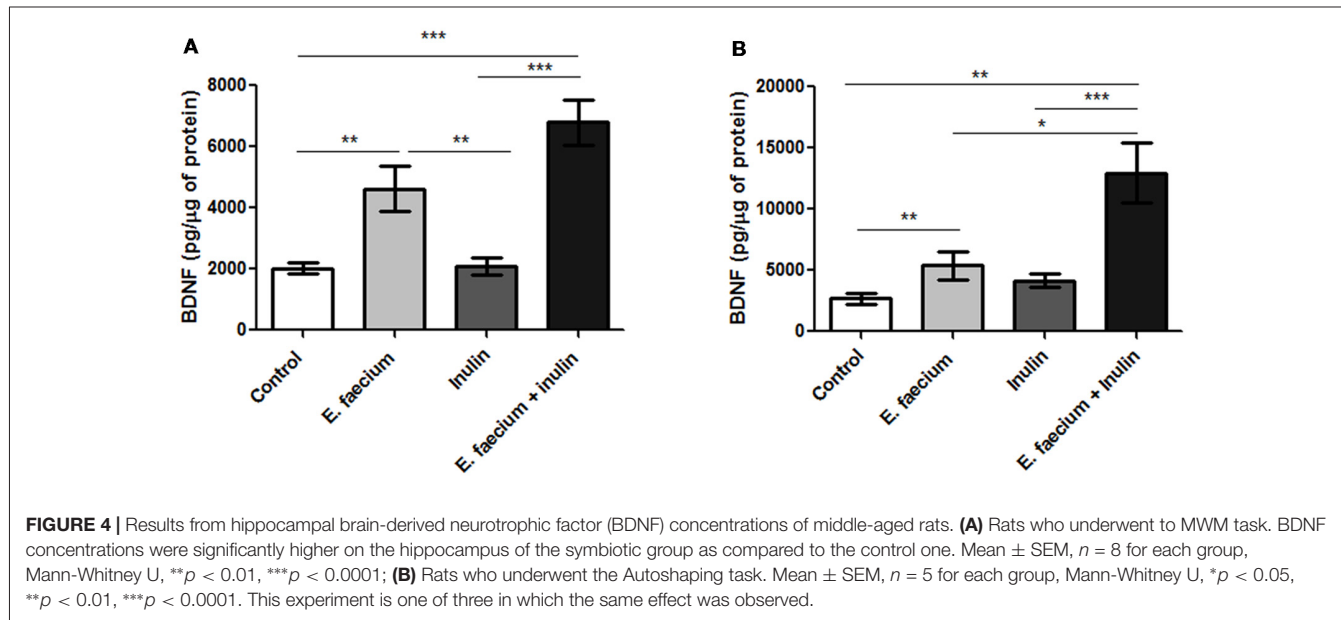 A
***
***
**
**
8000
6000
4000
2000
0
BDNF (pg/μg of protein)
Control
E. faecium
Inulin
E. faecium + inulin
B
**
***
*
**
20000
15000
10000
5000
0
BDNF (pg/μg of protein)
Control
E. faecium
Inulin
E. faecium + Inulin
FIGURE 4 | Results from hippocampal brain-derived neurotrophic factor (BDNF) concentrations of middle-aged rats. (A) Rats who underwent to MWM task. BDNF
concentrations were significantly higher on the hippocampus of the symbiotic group as compared to the control one. Mean ± SEM, n = 8 for each group,
Mann-Whitney U, **p < 0.01, ***p < 0.0001; (B) Rats who underwent the Autoshaping task. Mean ± SEM, n = 5 for each group, Mann-Whitney U, *p < 0.05,
**p < 0.01, ***p < 0.0001. This experiment is one of three in which the same effect was observed.